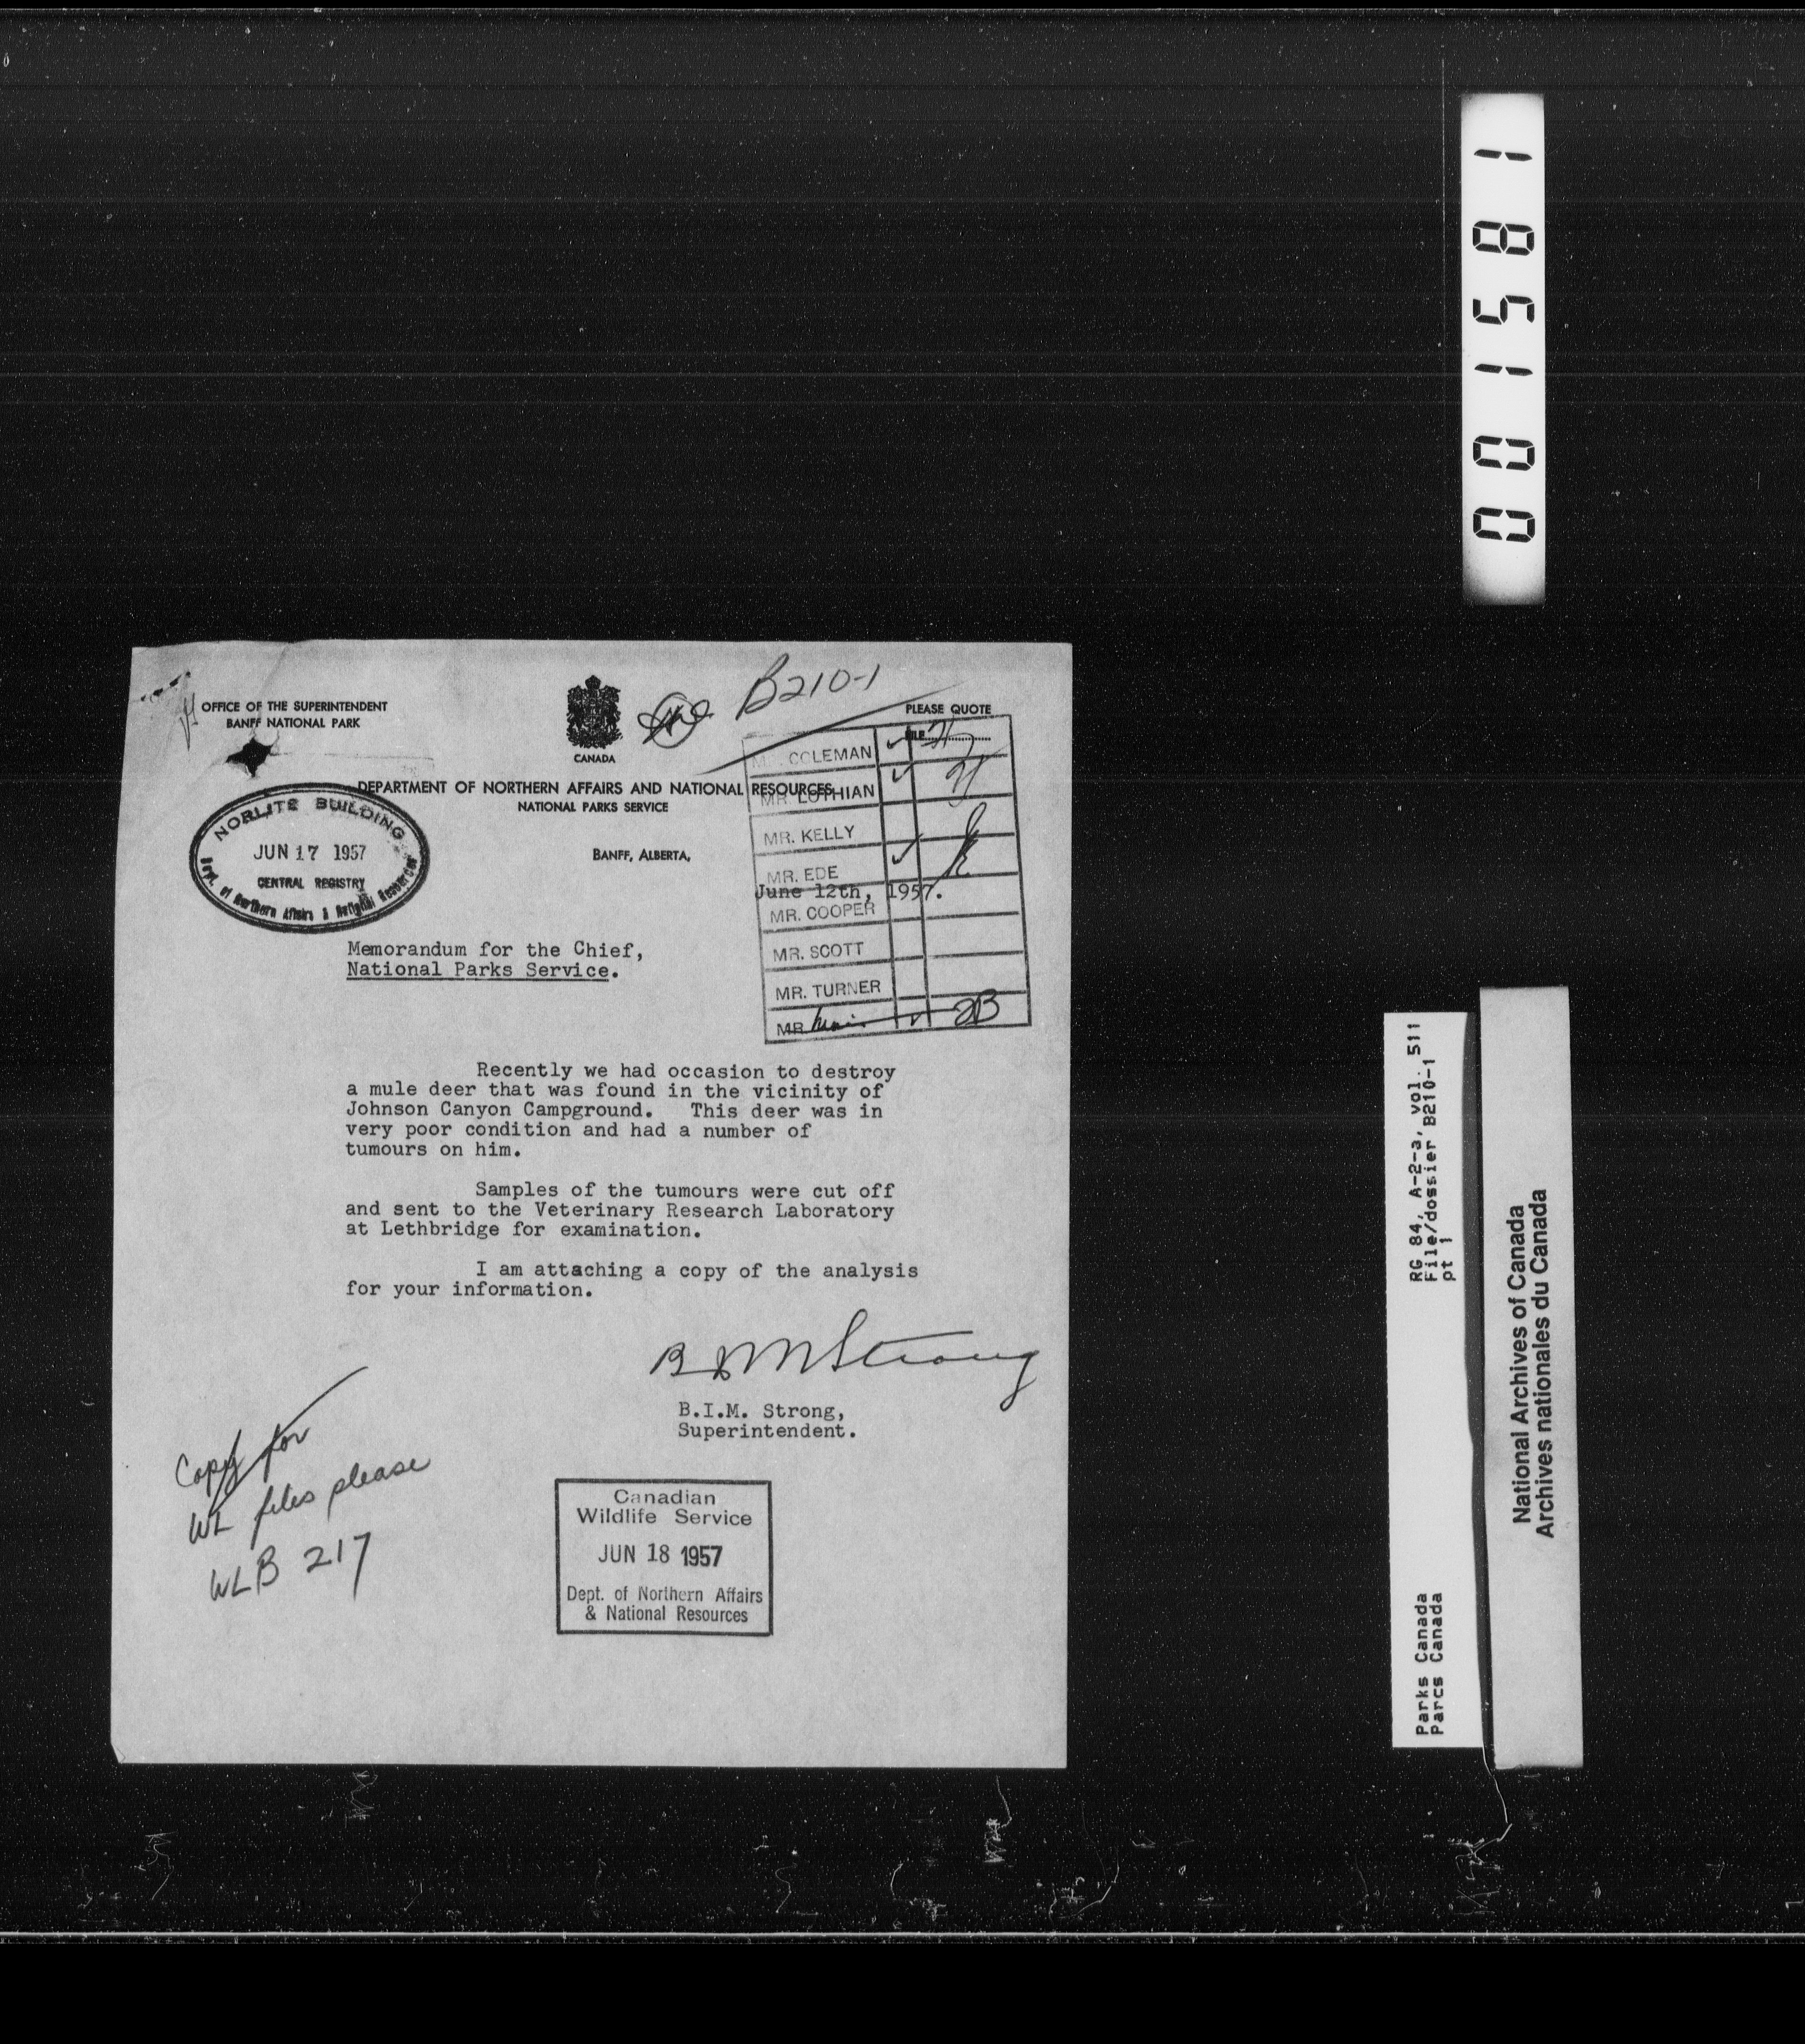 B210-1
OFFICE OF THE SUPERINTENDENT
BANFF NATIONAL PARK
CANADA
PLEASE QUOTE
FILE
DEPARTMENT OF NORTHERN AFFAIRS AND NATIONAL RESOURCES
NATIONAL PARKS SERVICE
BANFF, ALBERTA,
NORLITE BUILDING
JUN 17 1957
CENTRAL REGISTRY
Dept. of Northern Affairs & National Resources
COLEMAN
MR. LOTHIAN
MR. KELLY
MR. EDE
MR. COOPER
MR. SCOTT
MR. TURNER
MR.
June 12th, 1957.
Memorandum for the Chief,
National Parks Service.
Recently we had occasion to destroy
a mule deer that was found in the vicinity of
Johnson Canyon Campground. This deer was in
very poor condition and had a number of
tumours on him.
Samples of the tumours were cut off
and sent to the Veterinary Research Laboratory
at Lethbridge for examination.
I am attaching a copy of the analysis
for your information.
B I M Strong
B.I.M. Strong,
Superintendent.
Copy for
WL files please
WLB 217
Canadian
Wildlife Service
JUN 18 1957
Dept. of Northern Affairs
& National Resources
001581
RG 84, A-2-a, vol. 511
File/dossier B210-1
pt 1
Parks Canada
Parcs Canada
National Archives of Canada
Archives nationales du Canada